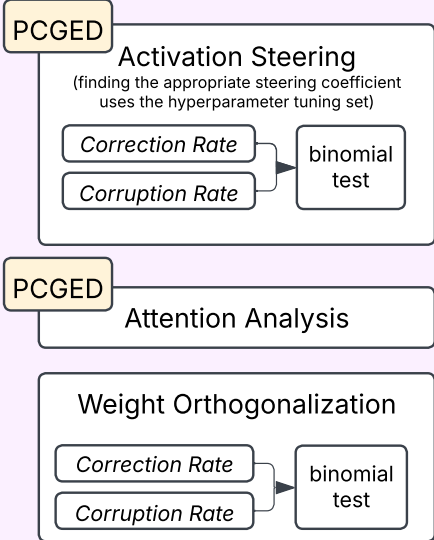 PCGED
Activation Steering
(finding the appropriate steering coefficient
uses the hyperparameter tuning set)
Correction Rate
Corruption Rate
binomial
test
PCGED
Attention Analysis
Weight Orthogonalization
Correction Rate
Corruption Rate
binomial
test